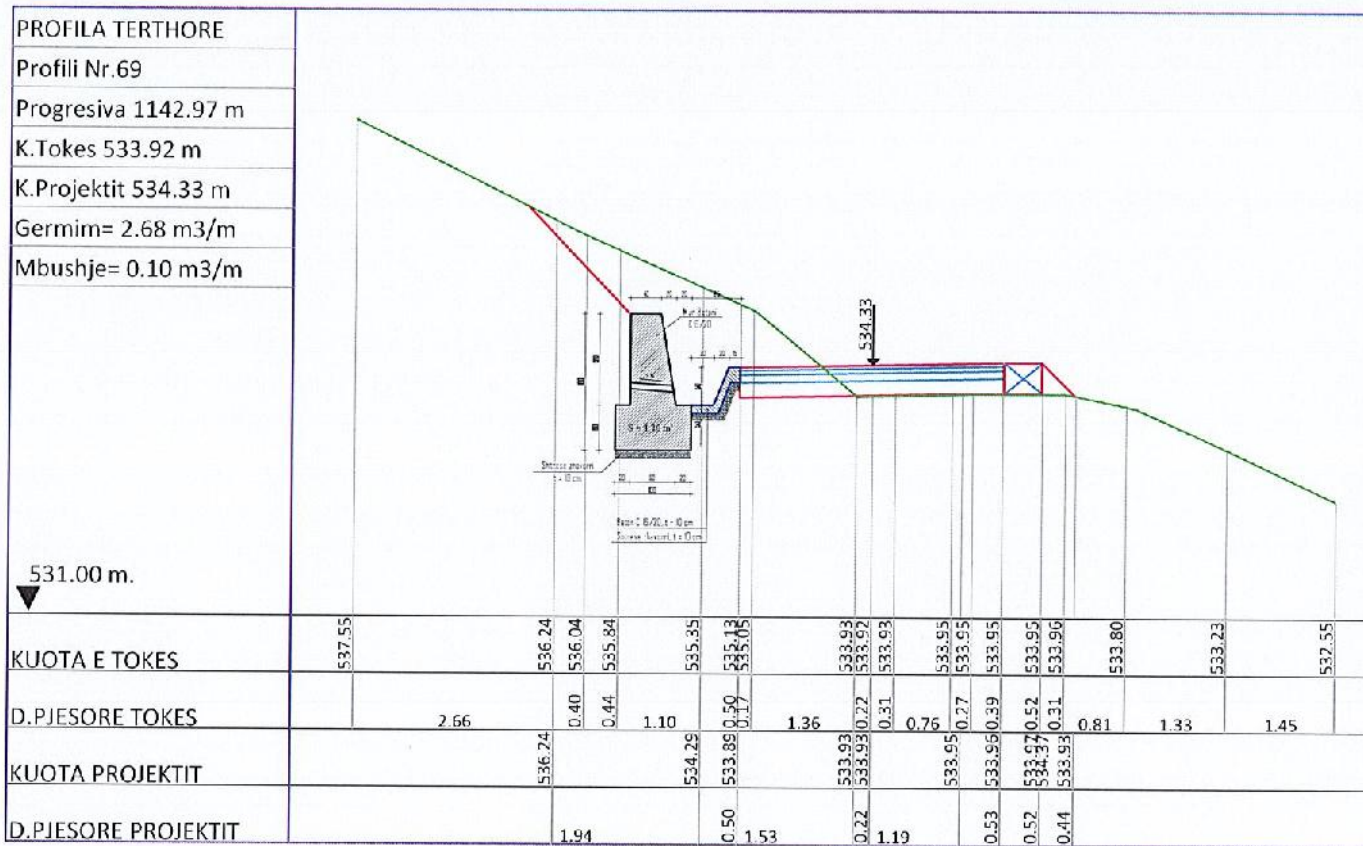 PROFILA TERTHORE
Profili Nr.69
Progresiva 1142.97 m
K.Tokes 533.92 m
K.Projektit 534.33 m
Germim= 2.68 m3/m
Mbushje= 0.10 m3/m
534.33
531.00 m.
KUOTA E TOKES 537.55 536.24 536.04 535.84 535.35 535.13 535.05 533.93 533.92 533.93 533.95 533.95 533.95 533.95 533.96 533.80 533.23 537.55
D.PJESORE TOKES 2.66 0.40 0.44 1.10 0.50 0.17 1.36 0.22 0.31 0.76 0.27 0.39 0.52 0.31 0.81 1.33 1.45
KUOTA PROJEKTIT 536.24 534.29 533.89 533.93 533.93 533.95 533.96 533.97 534.37 533.93
D.PJESORE PROJEKTIT 1.94 0.50 1.53 0.22 1.19 0.53 0.52 0.44